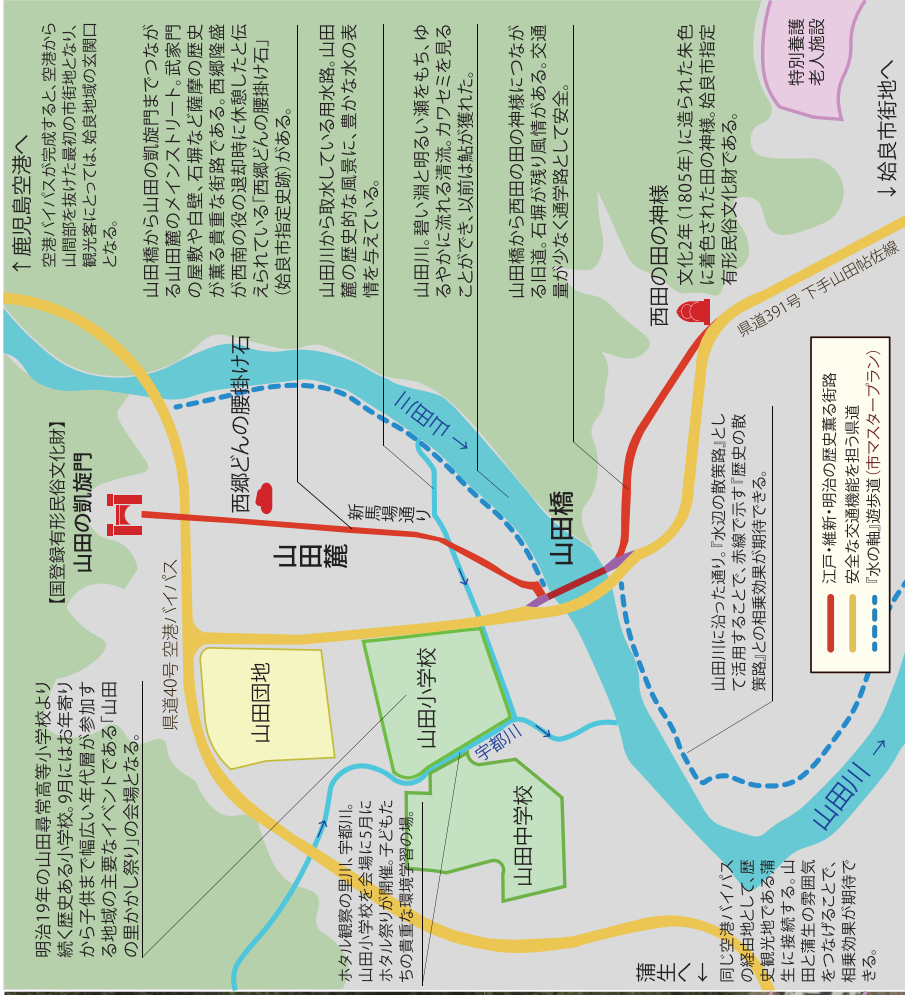 ↑鹿児島空港へ
空港バイパスが完成すると、空港から
山間部を抜けた最初の市街地となり、
観光客にとっては、姶良地域の玄関口
となる。
山田橋から山田の凱旋門までつなが
る山田麓のメインストリート。武家門
の屋敷や白壁、石塀など薩摩の歴史
が薫る貴重な街路である。西郷隆盛
が西南の役の退却時に休憩したと伝
えられている「西郷どんの腰掛け石」
(姶良市指定史跡)がある。
山田川から取水している用水路。山田
麓の歴史的な風景に、豊かな水の表
情を与えている。
山田川。碧い淵と明るい瀬をもち、ゆ
るやかに流れる清流。カワセミを見る
ことができ、以前は鮎が獲れた。
山田橋から西田の田の神様につなが
る旧道。石塀が残り風情がある。交通
量が少なく通学路として安全。
西田の田の神様
文化2年(1805年)に造られた朱色
に着色された田の神様。姶良市指定
有形民俗文化財である。
特別養護
老人施設
↓姶良市街地へ
県道391号 下手山田帖佐線
【国登録有形民俗文化財】
山田の凱旋門
西郷どんの腰掛け石
新馬場通り
山田麓
山田川
→
山田橋
県道40号 空港バイパス
山田団地
山田小学校
山田中学校
宇都川
山田川に沿った通り。『水辺の散策路』とし
て活用することで、赤線で示す『歴史の散
策路』との相乗効果が期待できる。
江戸・維新・明治の歴史薫る街路
安全な交通機能を担う県道
『水の軸』遊歩道(市マスタープラン)
明治19年の山田尋常高等小学校より
続く歴史ある小学校。9月にはお年寄り
から子供まで幅広い年代層が参加す
る地域の主要なイベントである「山田
の里かかし祭り」の会場となる。
ホタル観察の里川、宇都川。
山田小学校を会場に5月に
ホタル祭りが開催。子どもた
ちの貴重な環境学習の場。
山田川
→
蒲生へ
←
同じ空港バイパス
の経由地として、歴
史観光地である蒲
生に接続する。山
田と蒲生の雰囲気
をつなげることで、
相乗効果が期待で
きる。